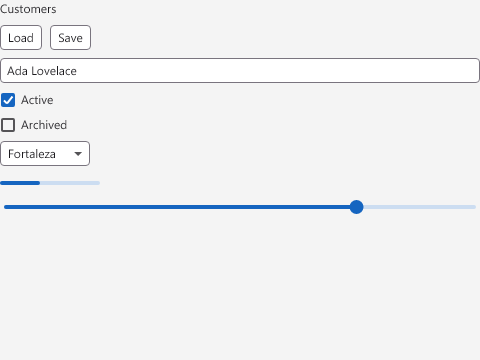 Customers
Load Save
Ada Lovelace
Active
Archived
Fortaleza